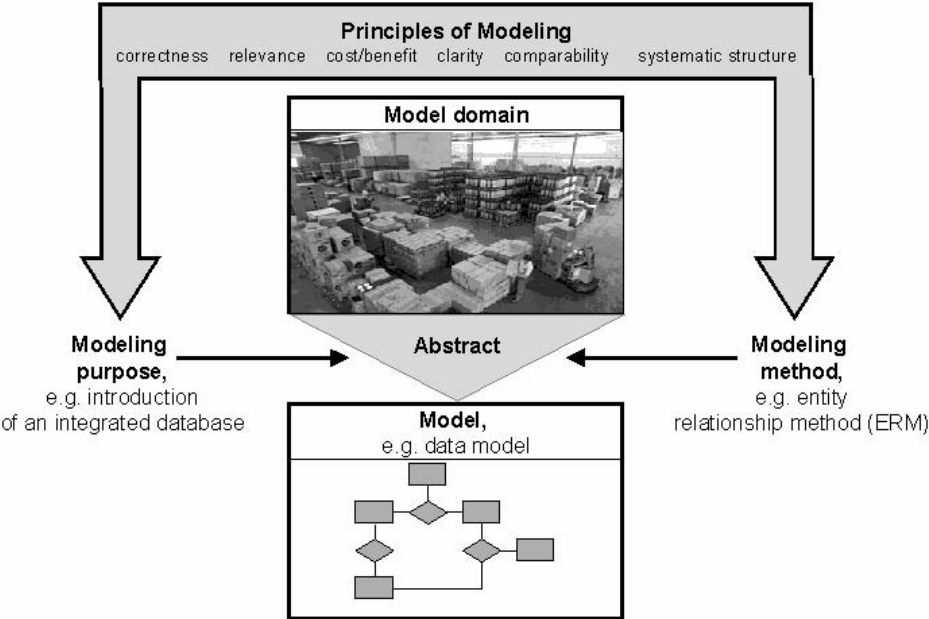 Principles of Modeling
correctness relevance cost/benefit clarity comparability systematic structure
Model domain
Abstract
Modeling
purpose,
e.g. introduction
of an integrated database
Modeling
method,
e.g. entity
relationship method (ERM)
Model,
e.g. data model